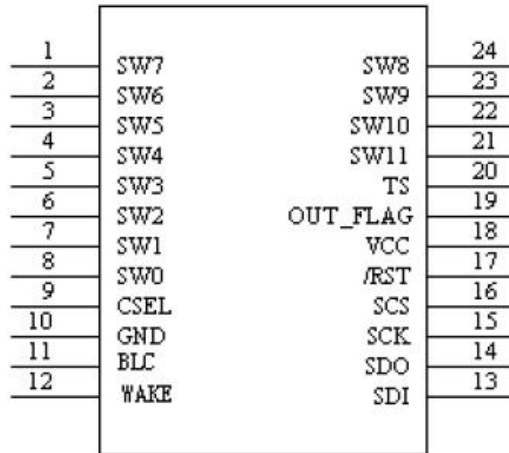 1 SW7 SW8 24
2 SW6 SW9 23
3 SW5 SW10 22
4 SW4 SW11 21
5 SW3 TS 20
6 SW2 OUT_FLAG 19
7 SW1 VCC 18
8 SW0 /RST 17
9 CSEL SCS 16
10 GND SCK 15
11 BLC SDO 14
12 WAKE SDI 13